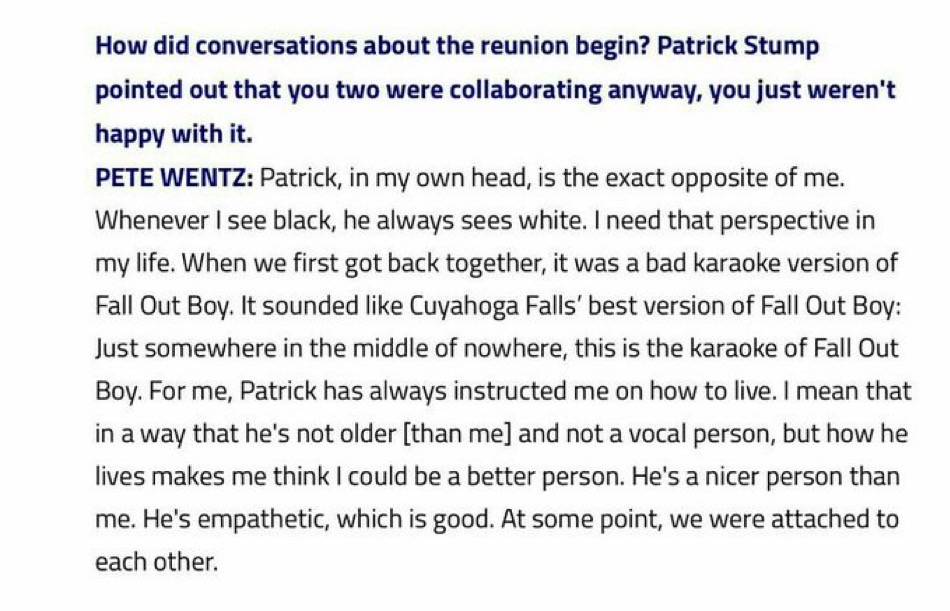 How did conversations about the reunion begin? Patrick Stump
pointed out that you two were collaborating anyway, you just weren't
happy with it.
PETE WENTZ: Patrick, in my own head, is the exact opposite of me.
Whenever I see black, he always sees white. I need that perspective in
my life. When we first got back together, it was a bad karaoke version of
Fall Out Boy. It sounded like Cuyahoga Falls’ best version of Fall Out Boy:
Just somewhere in the middle of nowhere, this is the karaoke of Fall Out
Boy. For me, Patrick has always instructed me on how to live. I mean that
in a way that he's not older [than me] and not a vocal person, but how he
lives makes me think I could be a better person. He's a nicer person than
me. He's empathetic, which is good. At some point, we were attached to
each other.